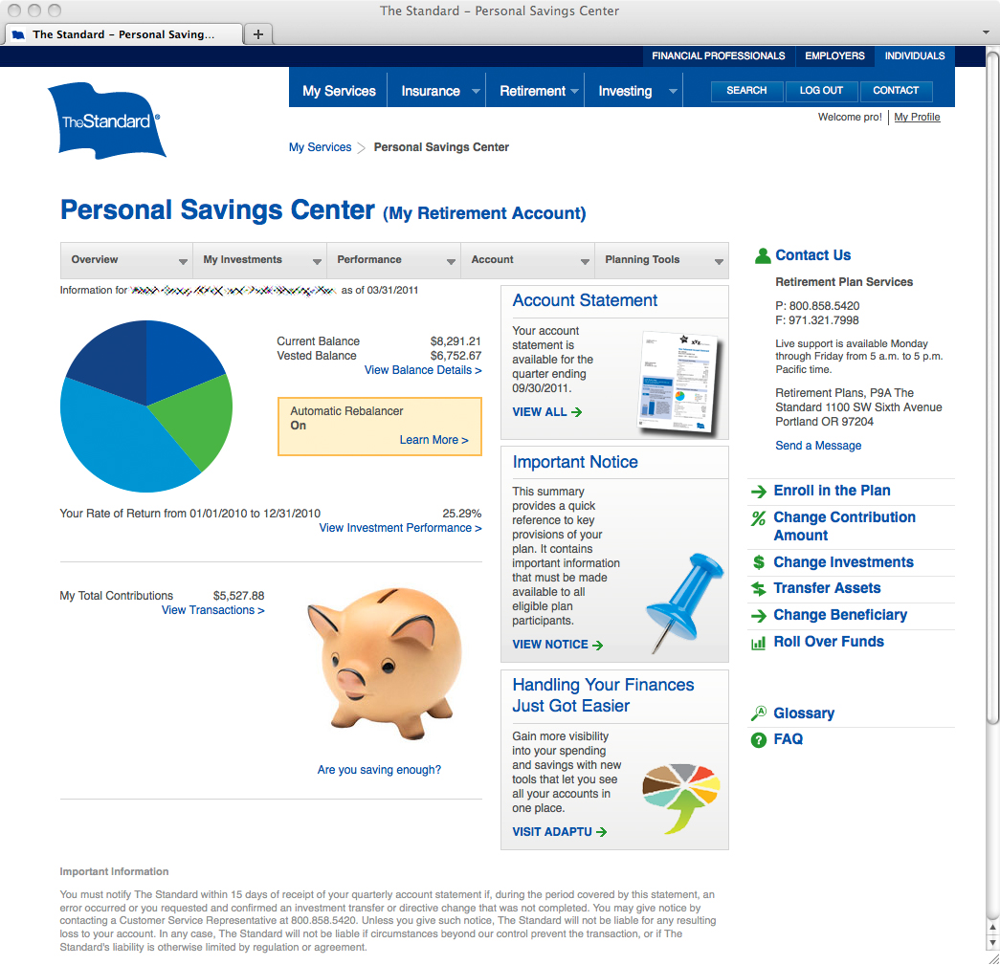 The Standard – Personal Savings Center
The Standard – Personal Saving...
FINANCIAL PROFESSIONALS EMPLOYERS INDIVIDUALS
My Services Insurance Retirement Investing SEARCH LOG OUT CONTACT
Welcome pro! My Profile
TheStandard®
My Services > Personal Savings Center
Personal Savings Center (My Retirement Account)
Overview My Investments Performance Account Planning Tools
Information for as of 03/31/2011
Current Balance $8,291.21
Vested Balance $6,752.67
View Balance Details >
Automatic Rebalancer
On
Learn More >
Your Rate of Return from 01/01/2010 to 12/31/2010 25.29%
View Investment Performance >
My Total Contributions $5,527.88
View Transactions >
Are you saving enough?
Account Statement
Your account
statement is
available for the
quarter ending
09/30/2011.
VIEW ALL
Important Notice
This summary
provides a quick
reference to key
provisions of your
plan. It contains
important information
that must be made
available to all
eligible plan
participants.
VIEW NOTICE
Handling Your Finances
Just Got Easier
Gain more visibility
into your spending
and savings with new
tools that let you see
all your accounts in
one place.
VISIT ADAPTU
Contact Us
Retirement Plan Services
P: 800.858.5420
F: 971.321.7998
Live support is available Monday
through Friday from 5 a.m. to 5 p.m.
Pacific time.
Retirement Plans, P9A The
Standard 1100 SW Sixth Avenue
Portland OR 97204
Send a Message
Enroll in the Plan
Change Contribution
Amount
Change Investments
Transfer Assets
Change Beneficiary
Roll Over Funds
Glossary
FAQ
Important Information
You must notify The Standard within 15 days of receipt of your quarterly account statement if, during the period covered by this statement, an
error occurred or you requested and confirmed an investment transfer or directive change that was not completed. You may give notice by
contacting a Customer Service Representative at 800.858.5420. Unless you give such notice, The Standard will not be liable for any resulting
loss to your account. In any case, The Standard will not be liable if circumstances beyond our control prevent the transaction, or if The
Standard's liability is otherwise limited by regulation or agreement.